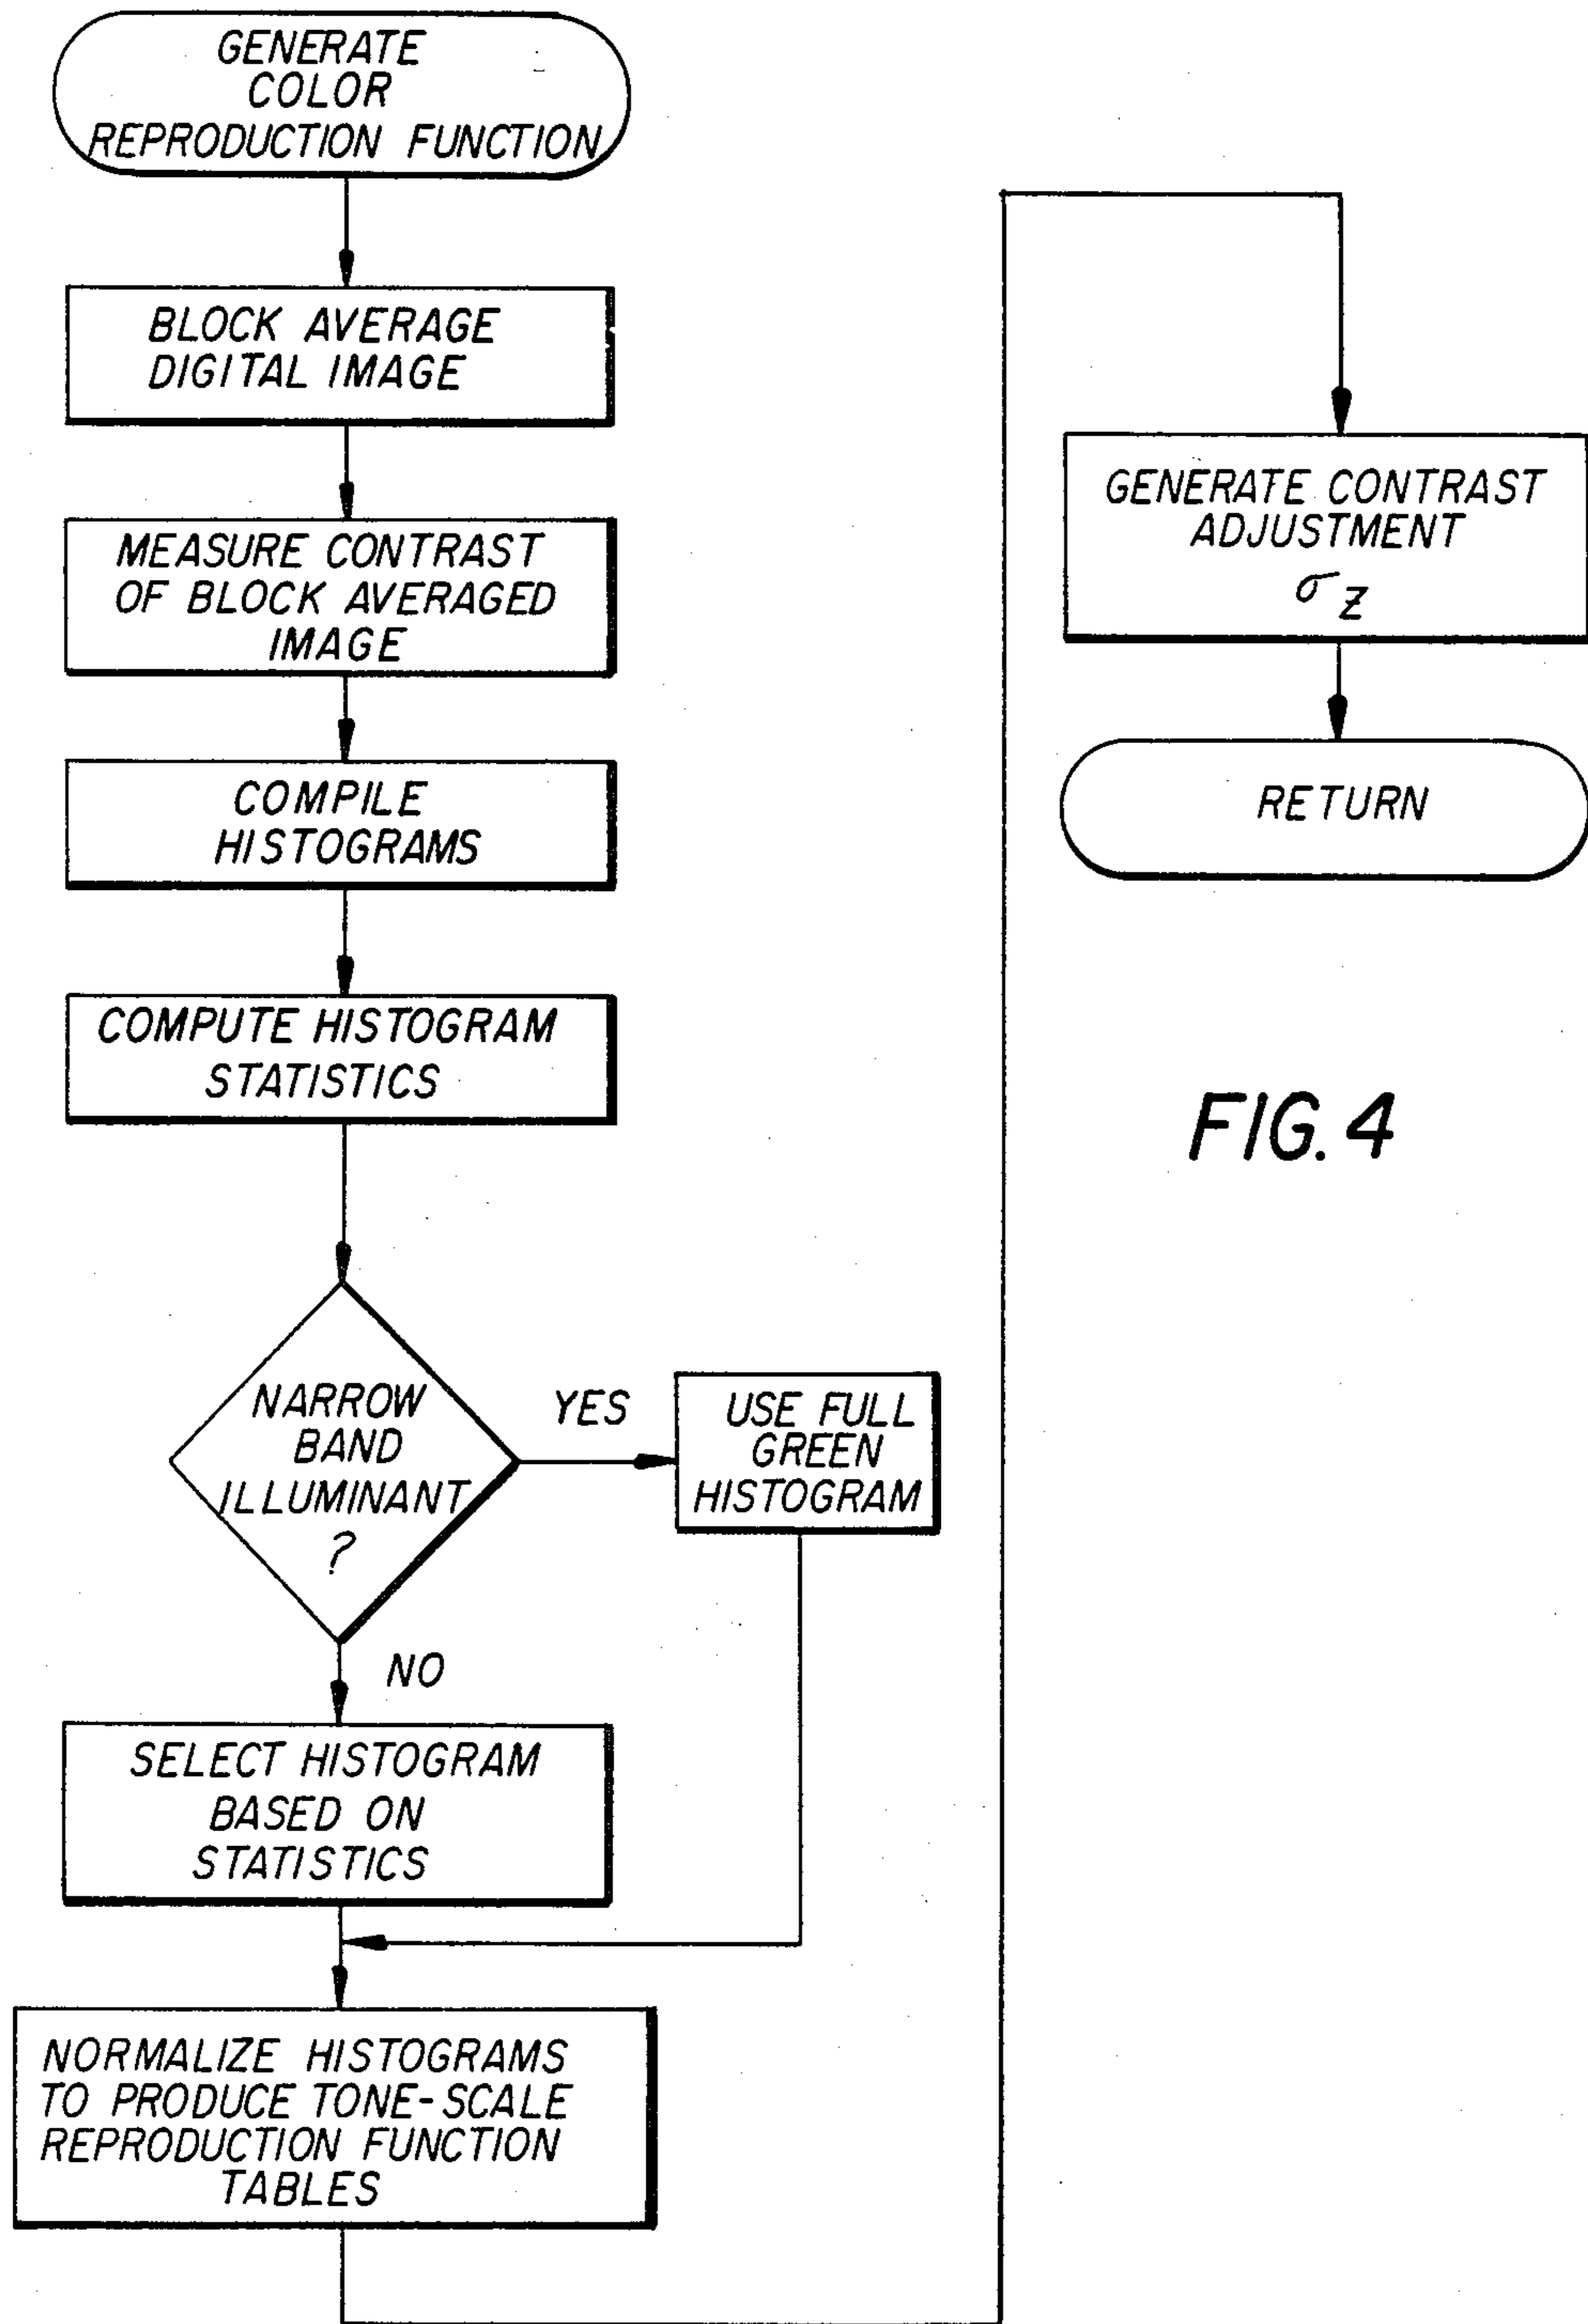 GENERATE
COLOR
REPRODUCTION FUNCTION
BLOCK AVERAGE
DIGITAL IMAGE
MEASURE CONTRAST
OF BLOCK AVERAGED
IMAGE
COMPILE
HISTOGRAMS
COMPUTE HISTOGRAM
STATISTICS
NARROW
BAND
ILLUMINANT
?
YES
USE FULL
GREEN
HISTOGRAM
NO
SELECT HISTOGRAM
BASED ON
STATISTICS
NORMALIZE HISTOGRAMS
TO PRODUCE TONE-SCALE
REPRODUCTION FUNCTION
TABLES
GENERATE CONTRAST
ADJUSTMENT
σ Z
RETURN
FIG. 4